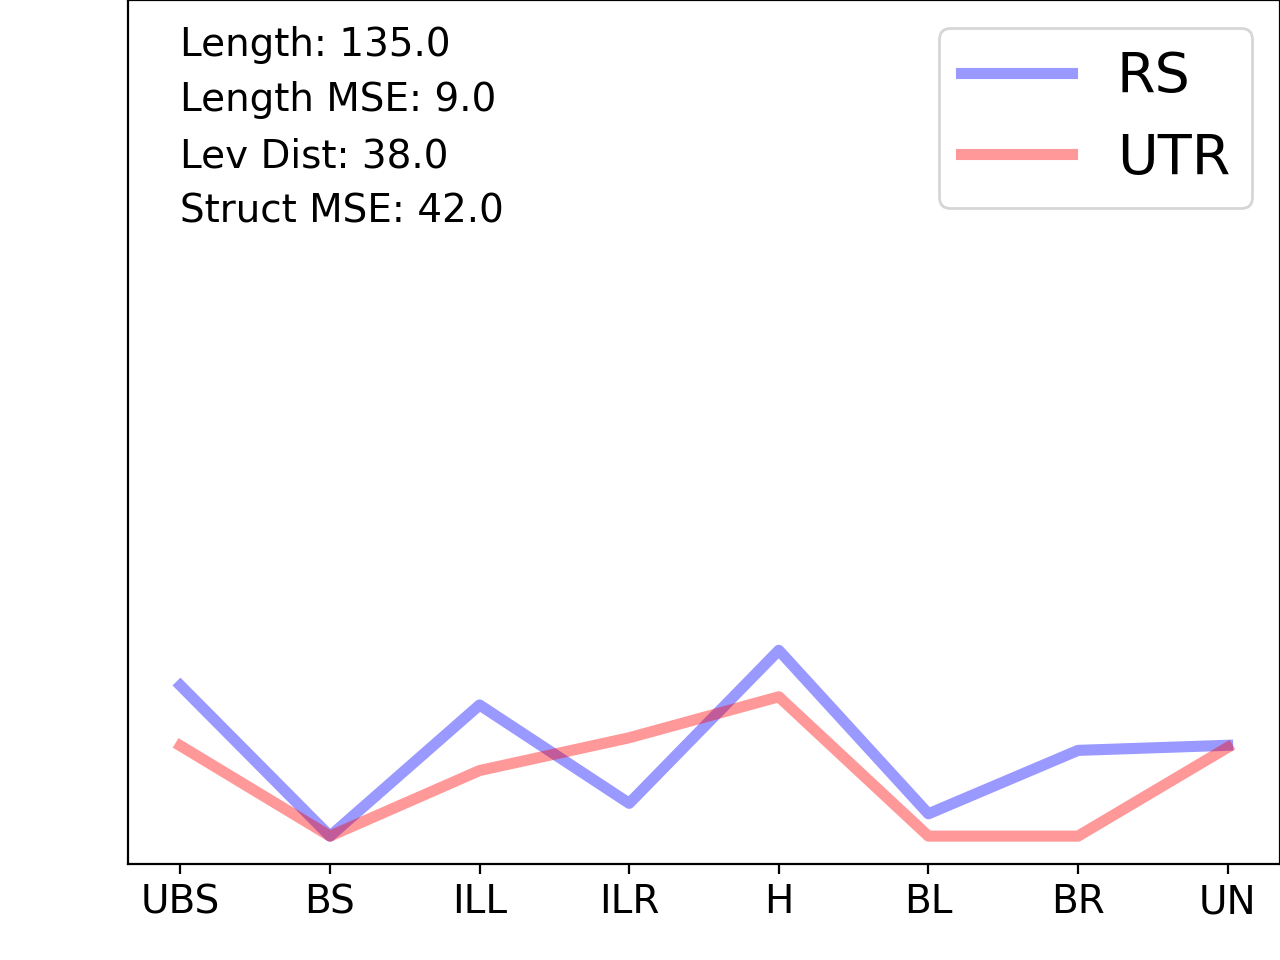 Length: 135.0
Length MSE: 9.0
Lev Dist: 38.0
Struct MSE: 42.0
RS
UTR
UBS BS ILL ILR H BL BR UN